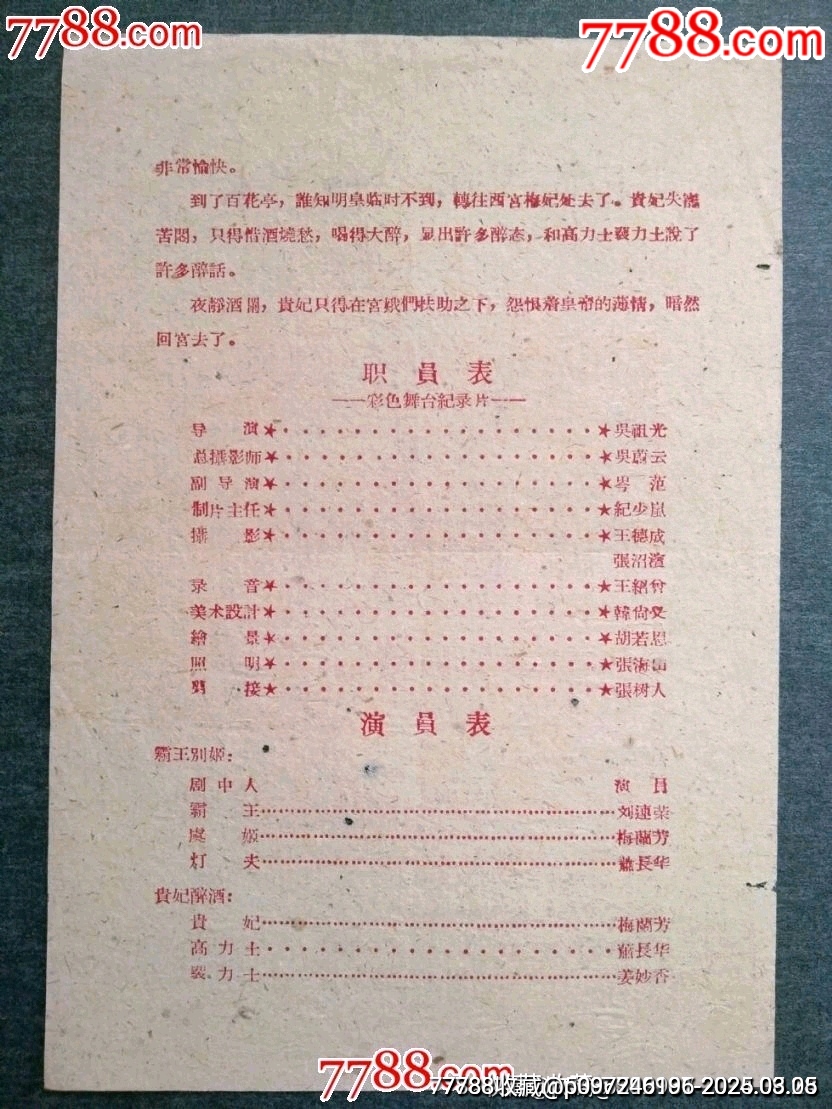 7788.com
7788.com
非常愉快。
到了百花亭，誰知明皇临时不到，轉往西宮梅妃处去了。貴妃失寵
苦悶，只得借酒燒愁，喝得大醉，显出許多醉态，和高力士裴力士說了
許多醉話。
夜靜酒闌，貴妃只得在宮娥們扶助之下，怨恨着皇帝的薄情，暗然
回宮去了。
职員表
——彩色舞台紀录片——
导演★··················★吳祖光
总攝影师★··················★吳蔚云
副导演★··················★岑范
制片主任★··················★紀少嵐
攝影★··················★王德成
張沼濱
录音★··················★王紹曾
美术設計★··················★韓尙义
繪景★··················★胡若思
照明★··················★張海山
剪接★··················★張树人
演員表
霸王別姬：
剧中人 演員
霸王··················刘連荣
虞姬··················梅蘭芳
灯夫··················蕭長华
貴妃醉酒：
貴妃··················梅蘭芳
高力士··················蕭長华
裴力士··················姜妙香
7788.com